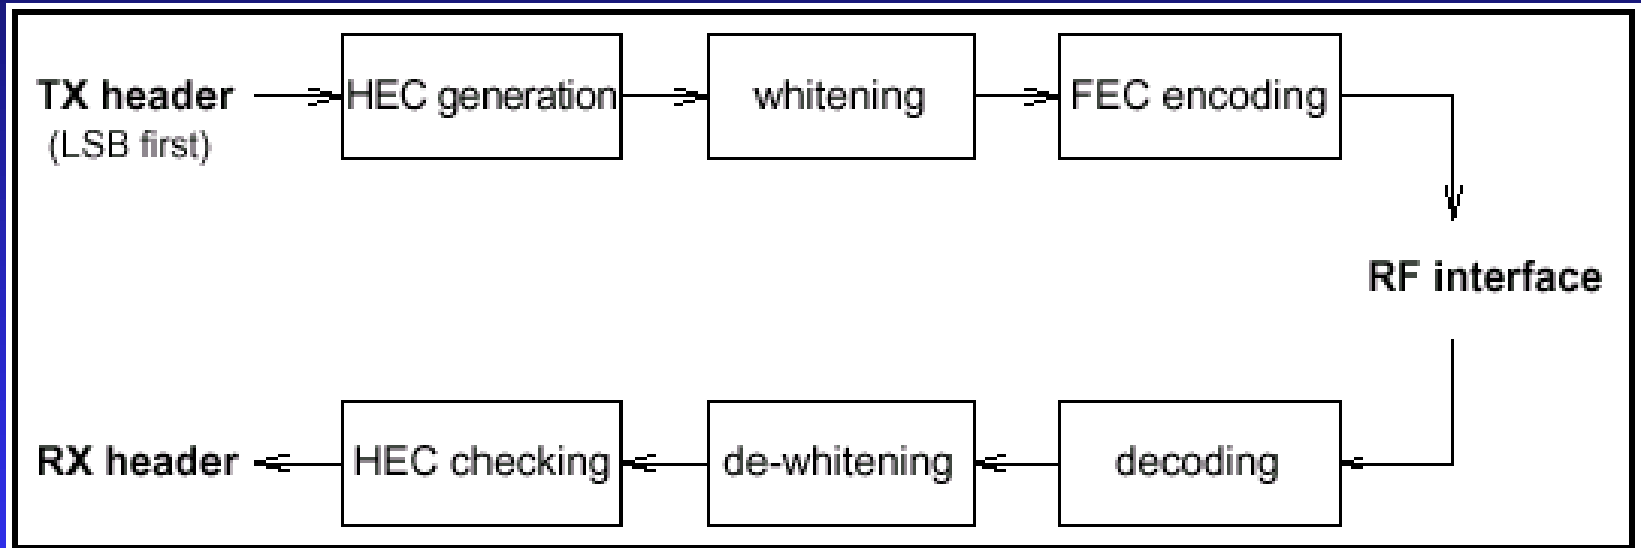 TX header
(LSB first)
HEC generation
whitening
FEC encoding
RF interface
RX header
HEC checking
de-whitening
decoding